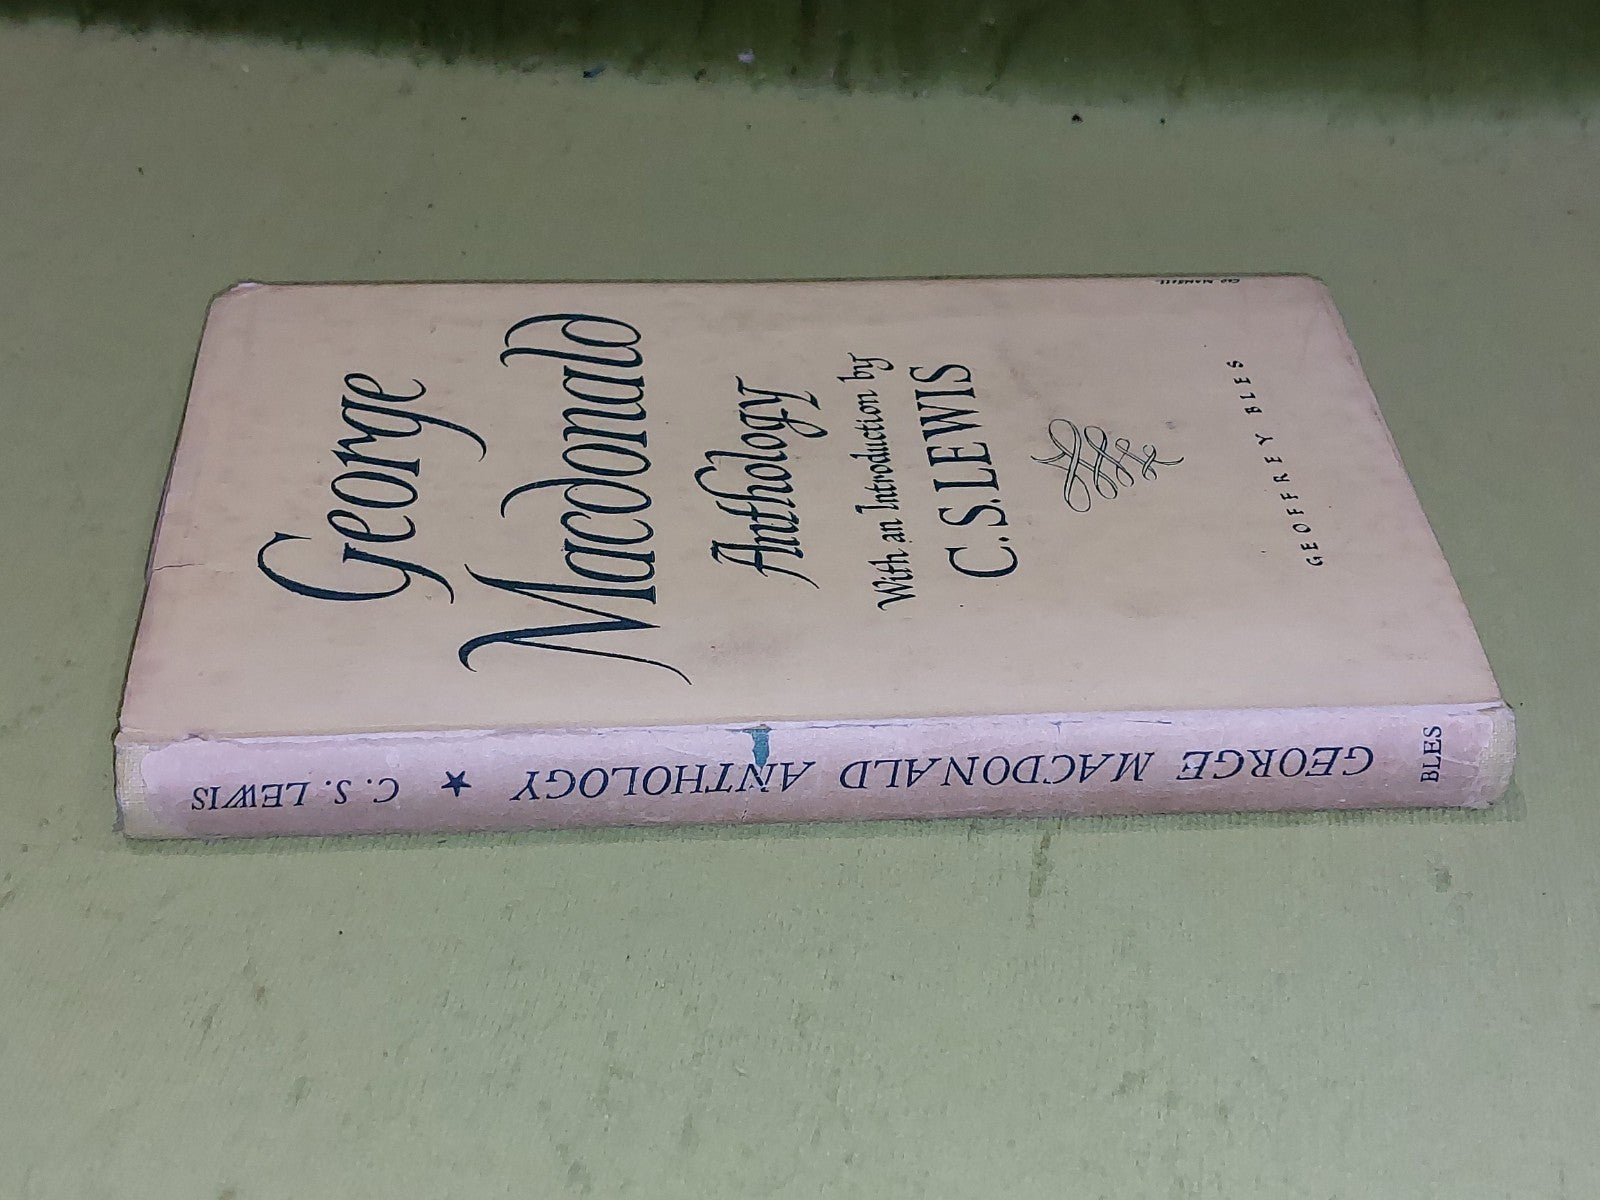 George
Macdonald
Anthology
With an Introduction by
C. S. LEWIS
GEOFFREY BLES
GEORGE MACDONALD ANTHOLOGY ★ C. S. LEWIS
BLES